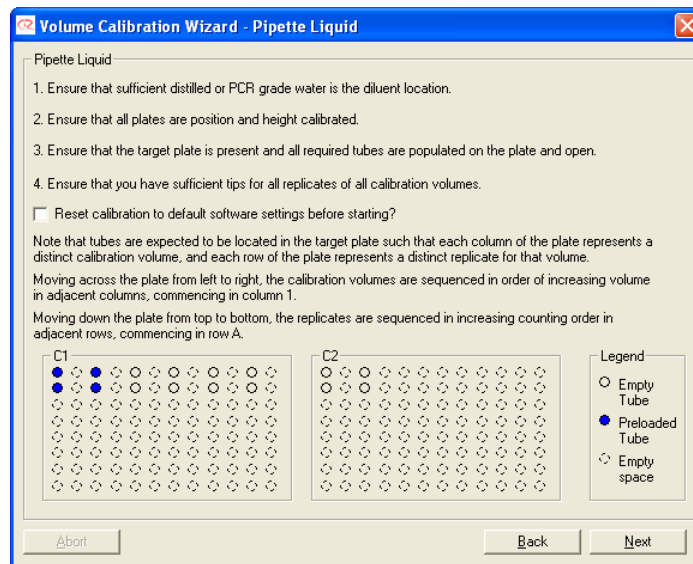 Volume Calibration Wizard - Pipette Liquid
Pipette Liquid
1. Ensure that sufficient distilled or PCR grade water is the diluent location.
2. Ensure that all plates are position and height calibrated.
3. Ensure that the target plate is present and all required tubes are populated on the plate and open.
4. Ensure that you have sufficient tips for all replicates of all calibration volumes.
Reset calibration to default software settings before starting?
Note that tubes are expected to be located in the target plate such that each column of the plate represents a
distinct calibration volume, and each row of the plate represents a distinct replicate for that volume.
Moving across the plate from left to right, the calibration volumes are sequenced in order of increasing volume
in adjacent columns, commencing in column 1.
Moving down the plate from top to bottom, the replicates are sequenced in increasing counting order in
adjacent rows, commencing in row A.
C1
C2
Legend
Empty
Tube
Preloaded
Tube
Empty
space
Abort
Back
Next